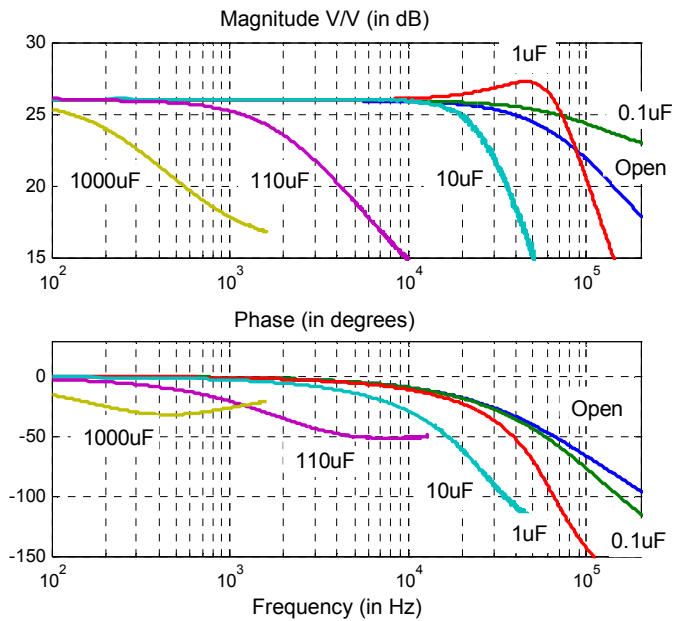 Magnitude V/V (in dB)
30
25
20
15
1uF
0.1uF
Open
1000uF
110uF
10uF
10^2
10^3
10^4
10^5
Phase (in degrees)
0
-50
-100
-150
Open
1000uF
110uF
10uF
1uF
0.1uF
10^2
10^3
10^4
10^5
Frequency (in Hz)